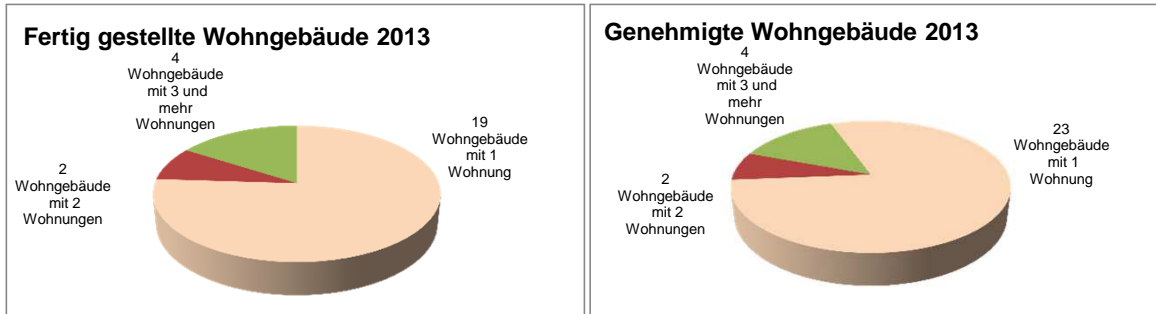 Fertig gestellte Wohngebäude 2013
4
Wohngebäude
mit 3 und
mehr
Wohnungen
19
Wohngebäude
mit 1
Wohnung
2
Wohngebäude
mit 2
Wohnungen
Genehmigte Wohngebäude 2013
4
Wohngebäude
mit 3 und
mehr
Wohnungen
23
Wohngebäude
mit 1
Wohnung
2
Wohngebäude
mit 2
Wohnungen